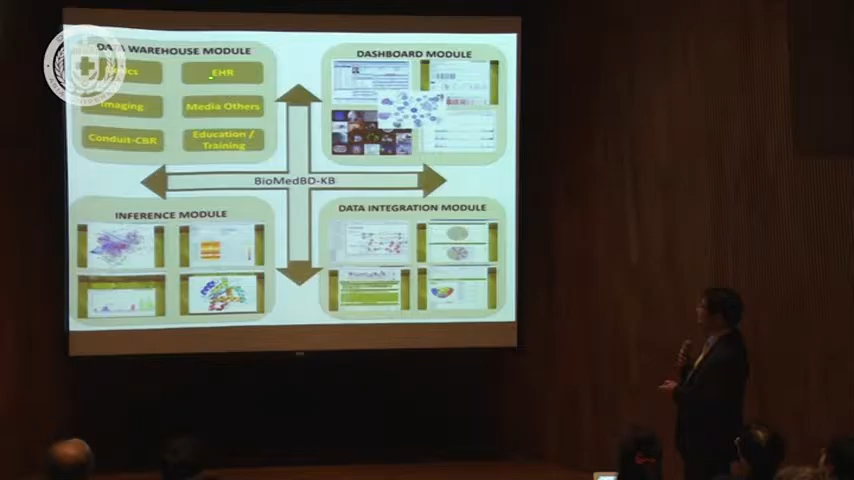 DATA WAREHOUSE MODULE
EHR
Imaging
Media Others
Conduit-CBR
Education /
Training
DASHBOARD MODULE
BioMedBD-KB
INFERENCE MODULE
DATA INTEGRATION MODULE